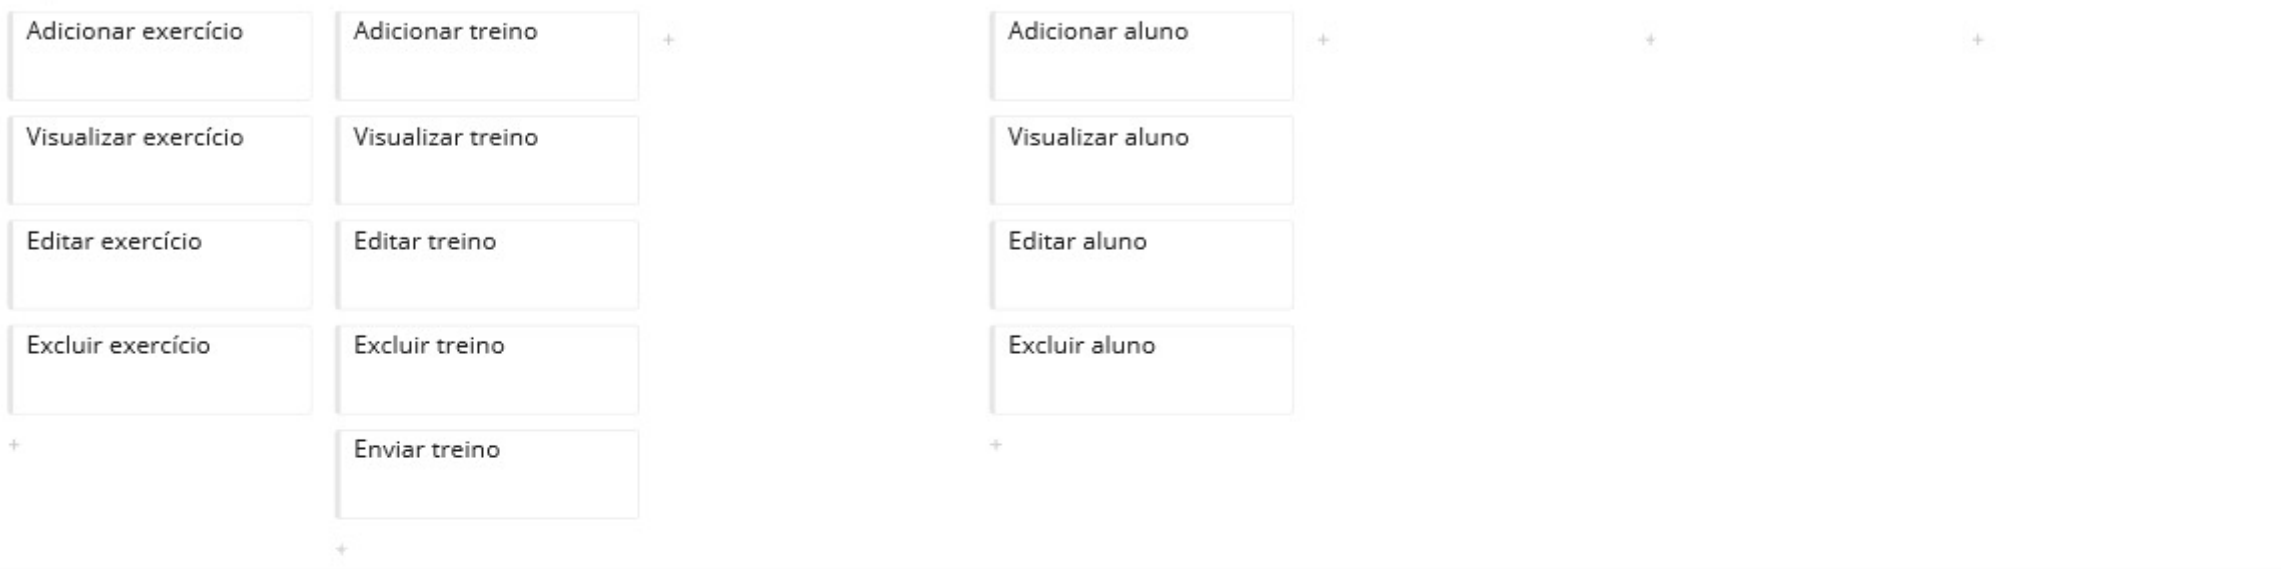 Adicionar exercício
Visualizar exercício
Editar exercício
Excluir exercício
+
Adicionar treino
Visualizar treino
Editar treino
Excluir treino
Enviar treino
+
+
Adicionar aluno
Visualizar aluno
Editar aluno
Excluir aluno
+
+
+
+